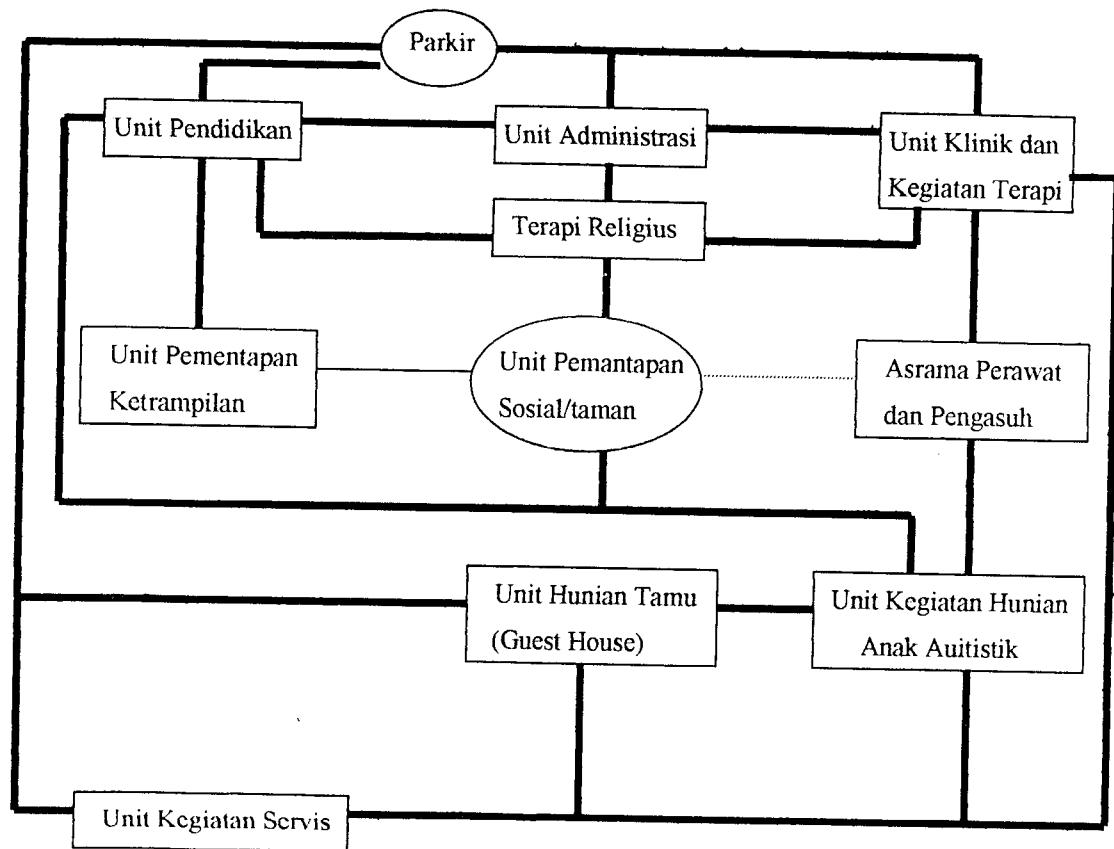 Parkir
Unit Pendidikan
Unit Administrasi
Unit Klinik dan
Kegiatan Terapi
Terapi Religius
Unit Pementapan
Ketrampilan
Unit Pemantapan
Sosial/taman
Asrama Perawat
dan Pengasuh
Unit Hunian Tamu
(Guest House)
Unit Kegiatan Hunian
Anak Auitistik
Unit Kegiatan Servis